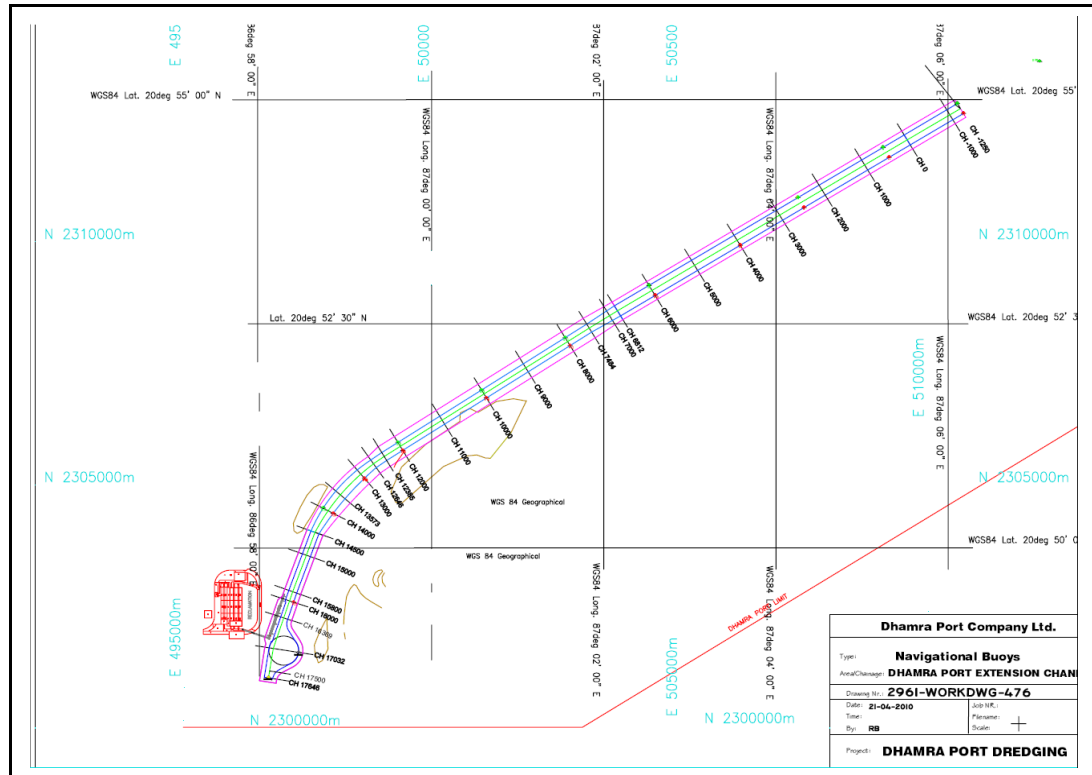 E 495
86deg 58' 00" E
E 50000
87deg 02' 00" E
E 50500
87deg 06' 00" E
WGS84 Lat. 20deg 55' 00" N
WGS84 Lat. 20deg 55'
WGS84 Long. 87deg 00' 00" E
WGS84 Long. 87deg 04' 00" E
CH -1250
CH -1000
CH 0
CH 1000
CH 2000
CH 3000
CH 4000
CH 5000
CH 6000
CH 6812
CH 7000
CH 7484
CH 8000
CH 9000
CH 10000
CH 11000
CH 12000
CH 12646
CH 13000
CH 13573
CH 14000
CH 14800
CH 15000
CH 15800
CH 16000
CH 17032
CH 17500
CH 17646
N 2310000m
N 2310000m
Lat. 20deg 52' 30" N
WGS84 Lat. 20deg 52' 3
E 510000m
WGS84 Long. 87deg 06' 00" E
N 2305000m
N 2305000m
WGS84 Long. 86deg 58' 00" E
WGS 84 Geographical
WGS 84 Geographical
WGS84 Lat. 20deg 50' 0
WGS84 Long. 87deg 02' 00" E
WGS84 Long. 87deg 04' 00" E
DHAMRA PORT LIMIT
E 495000m
E 505000m
N 2300000m
N 2300000m
Dhamra Port Company Ltd.
Type: Navigational Buoys
Area/Chainage: DHAMRA PORT EXTENSION CHAN
Drawing Nr.: 2961-WORKDWG-476
Date: 21-04-2010
Job NR.:
Time:
Filename:
By: RB
Scale:
Project: DHAMRA PORT DREDGING